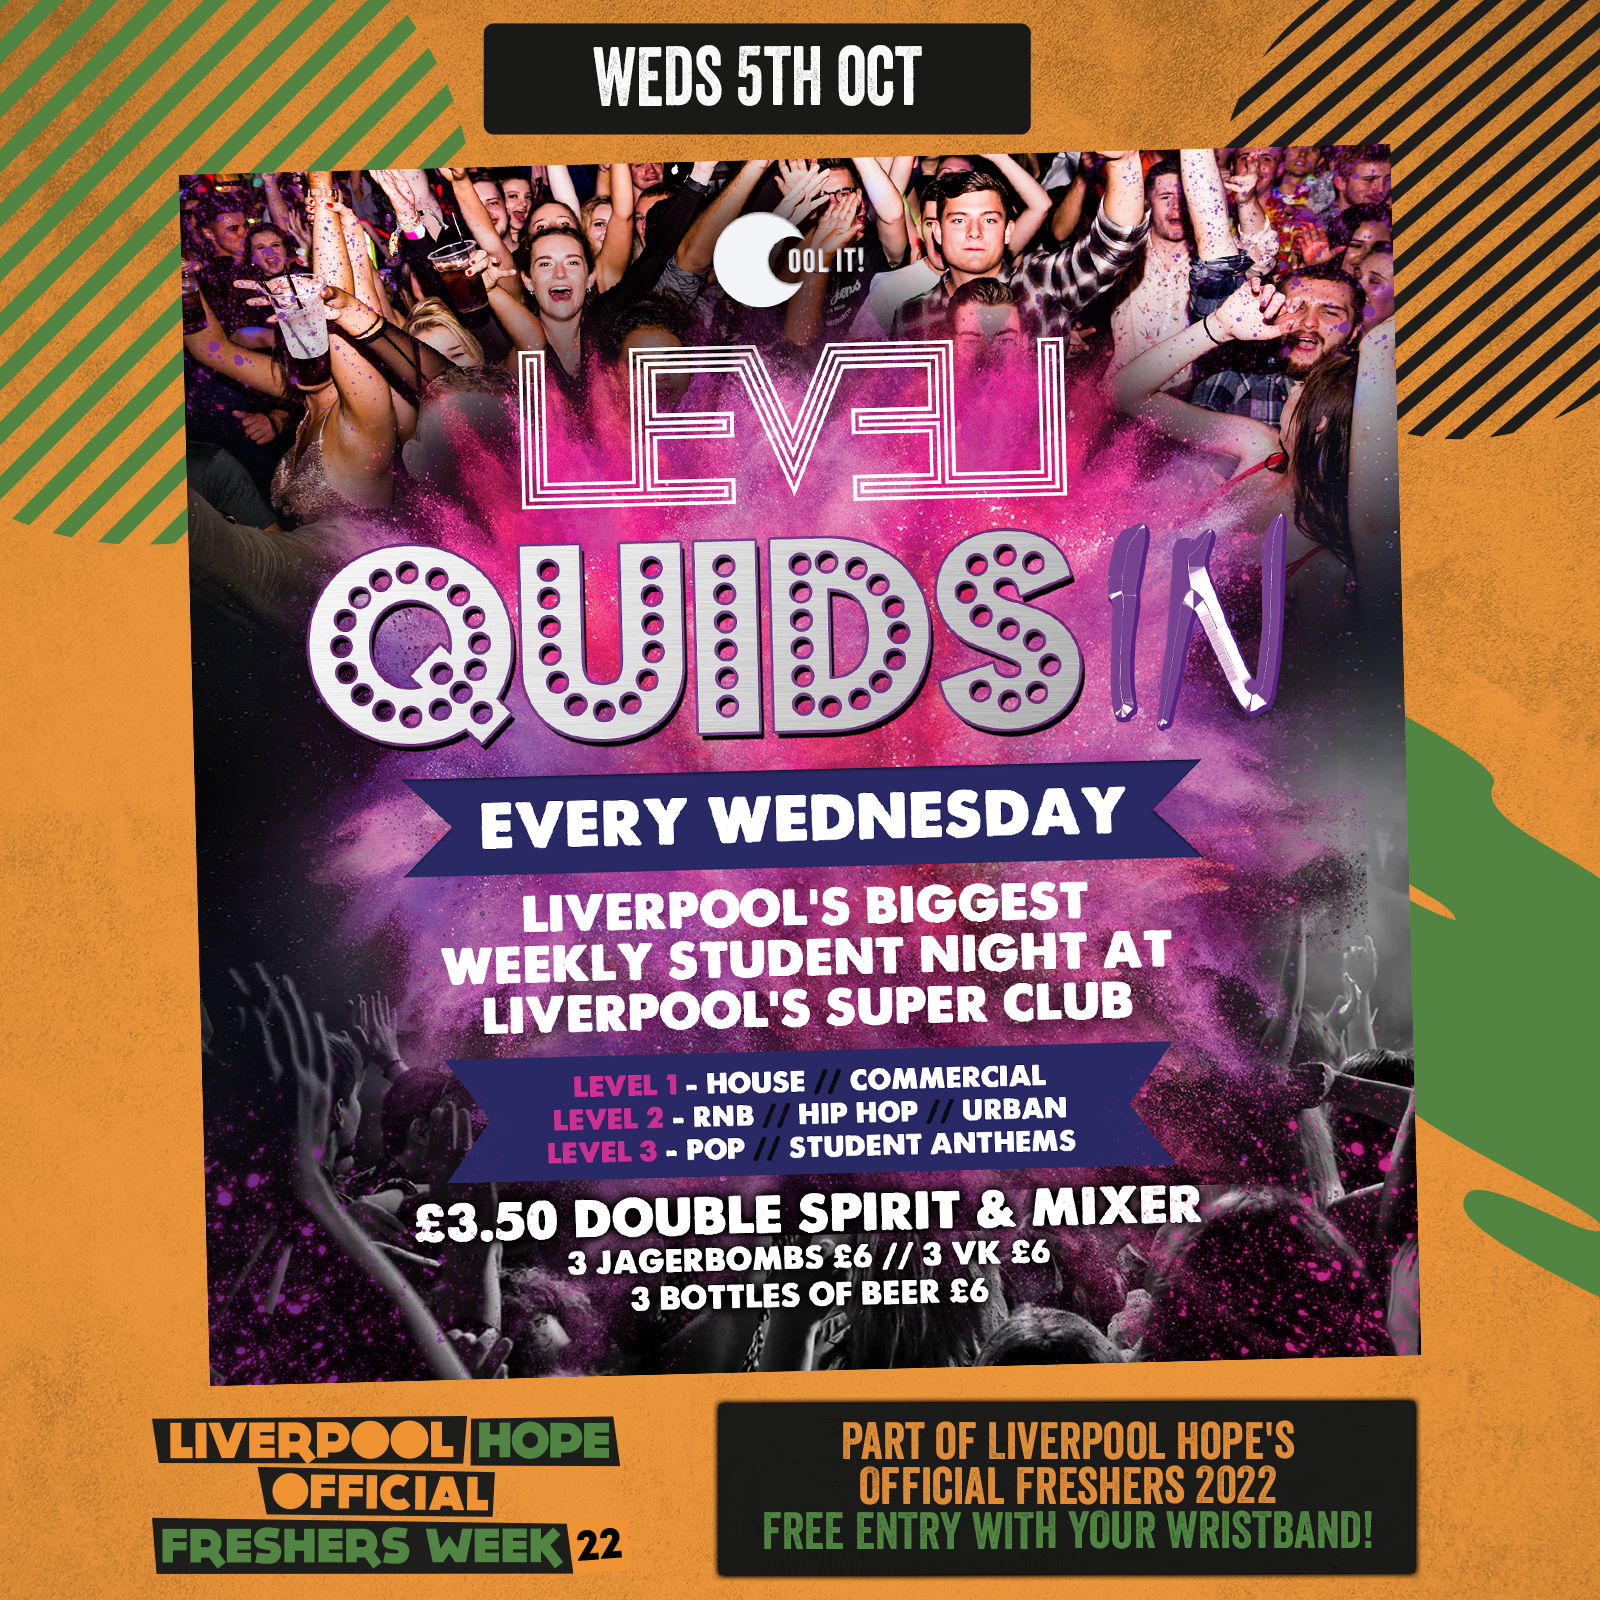 WEDS 5TH OCT
OOL IT!
LEVEL
QUIDS IN
EVERY WEDNESDAY
LIVERPOOL'S BIGGEST
WEEKLY STUDENT NIGHT AT
LIVERPOOL'S SUPER CLUB
LEVEL 1 - HOUSE // COMMERCIAL
LEVEL 2 - RNB // HIP HOP // URBAN
LEVEL 3 - POP // STUDENT ANTHEMS
£3.50 DOUBLE SPIRIT & MIXER
3 JAGERBOMBS £6 // 3 VK £6
3 BOTTLES OF BEER £6
LIVERPOOL HOPE
OFFICIAL
FRESHERS WEEK 22
PART OF LIVERPOOL HOPE'S
OFFICIAL FRESHERS 2022
FREE ENTRY WITH YOUR WRISTBAND!